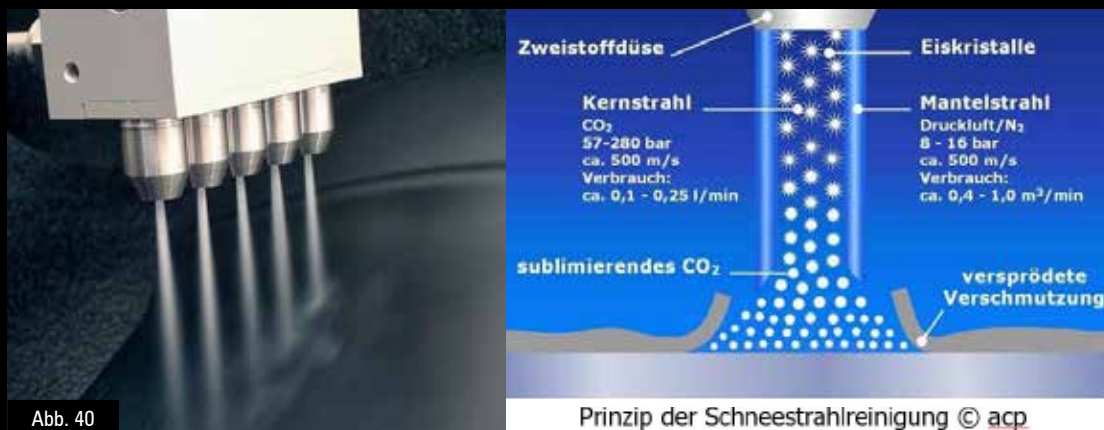 Abb. 40
Zweistoffdüse
Eiskristalle
Kernstrahl
CO₂
57-280 bar
ca. 500 m/s
Verbrauch:
ca. 0,1 - 0,25 l/min
Mantelstrahl
Druckluft/N₂
8 - 16 bar
ca. 500 m/s
Verbrauch:
ca. 0,4 - 1,0 m³/min
sublimierendes CO₂
versprödete
Verschmutzung
Prinzip der Schneestrahlreinigung © acp